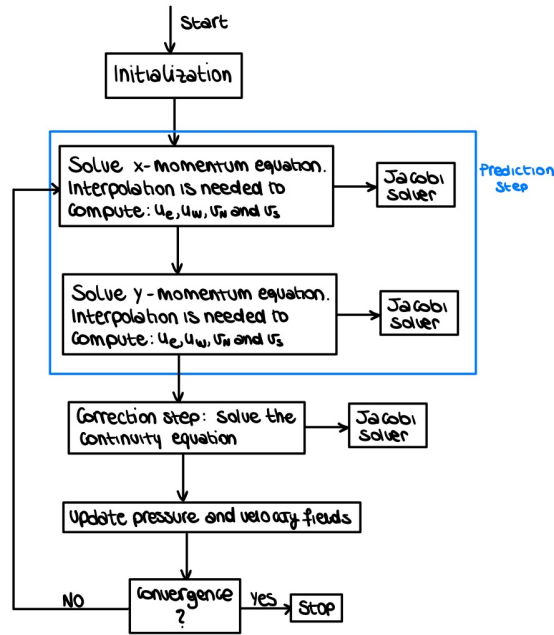 Start
Initialization
Solve x-momentum equation.
Interpolation is needed to
compute: ue, uw, vN and vs
Jacobi
solver
Prediction
Step
Solve y-momentum equation.
Interpolation is needed to
compute: ue, uw, vN and vs
Jacobi
solver
Correction step: solve the
continuity equation
Jacobi
solver
Update pressure and velocity fields
Convergence
?
NO
Yes
Stop